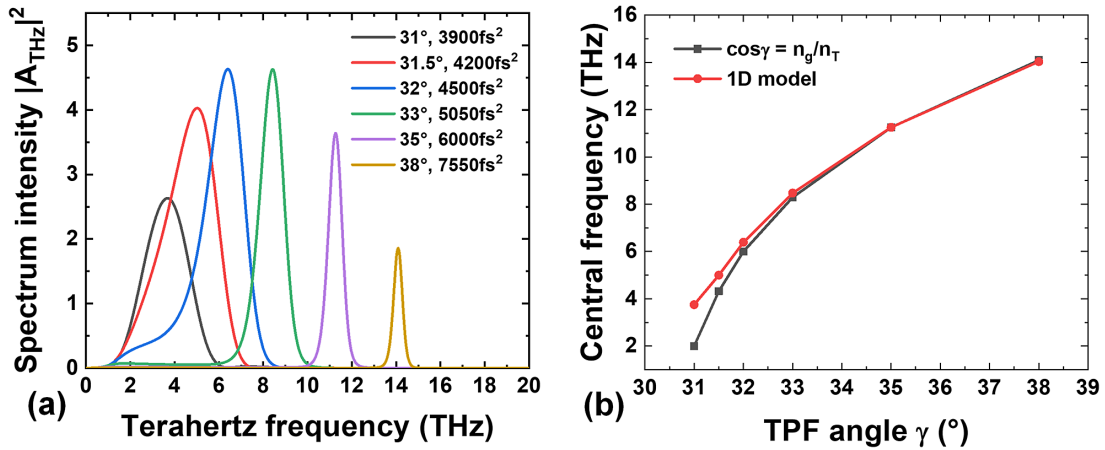 Spectrum intensity |A_THz|²
5
4
3
2
1
0
0 2 4 6 8 10 12 14 16 18 20
Terahertz frequency (THz)
31°, 3900fs²
31.5°, 4200fs²
32°, 4500fs²
33°, 5050fs²
35°, 6000fs²
38°, 7550fs²
(a)
Central frequency (THz)
16
14
12
10
8
6
4
2
30 31 32 33 34 35 36 37 38 39
TPF angle γ (°)
cosγ = n_g/n_T
1D model
(b)